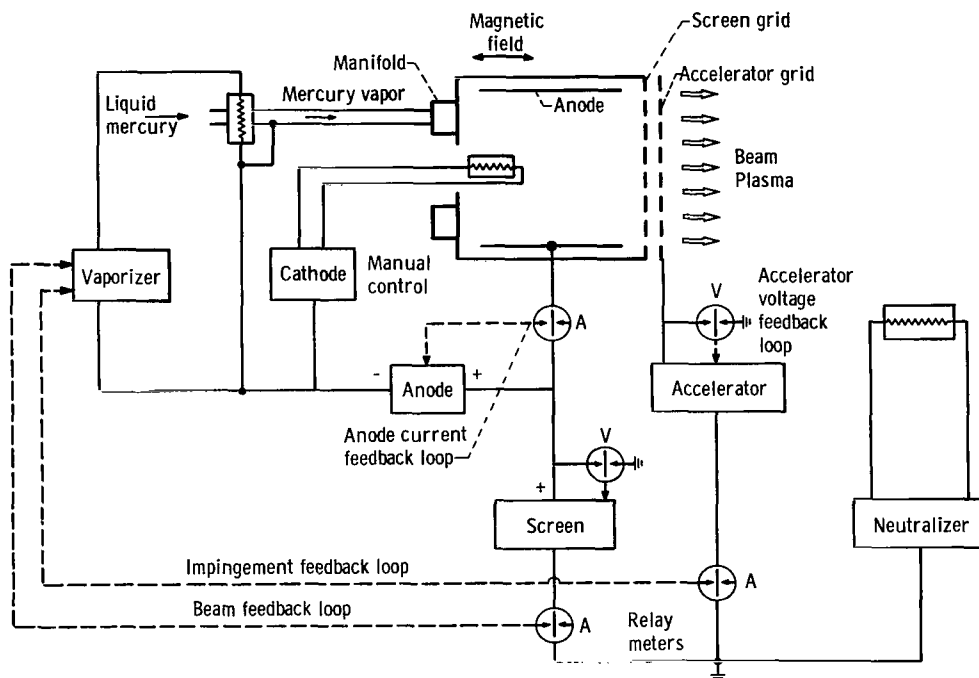 Magnetic
field
Screen grid
Manifold
Accelerator grid
Mercury vapor
Anode
Liquid
mercury
Beam
Plasma
Vaporizer
Cathode
Manual
control
V
Accelerator
voltage
feedback
loop
A
-
Anode
+
Accelerator
Anode current
feedback loop
V
+
Screen
Neutralizer
Impingement feedback loop
A
Beam feedback loop
A
Relay
meters